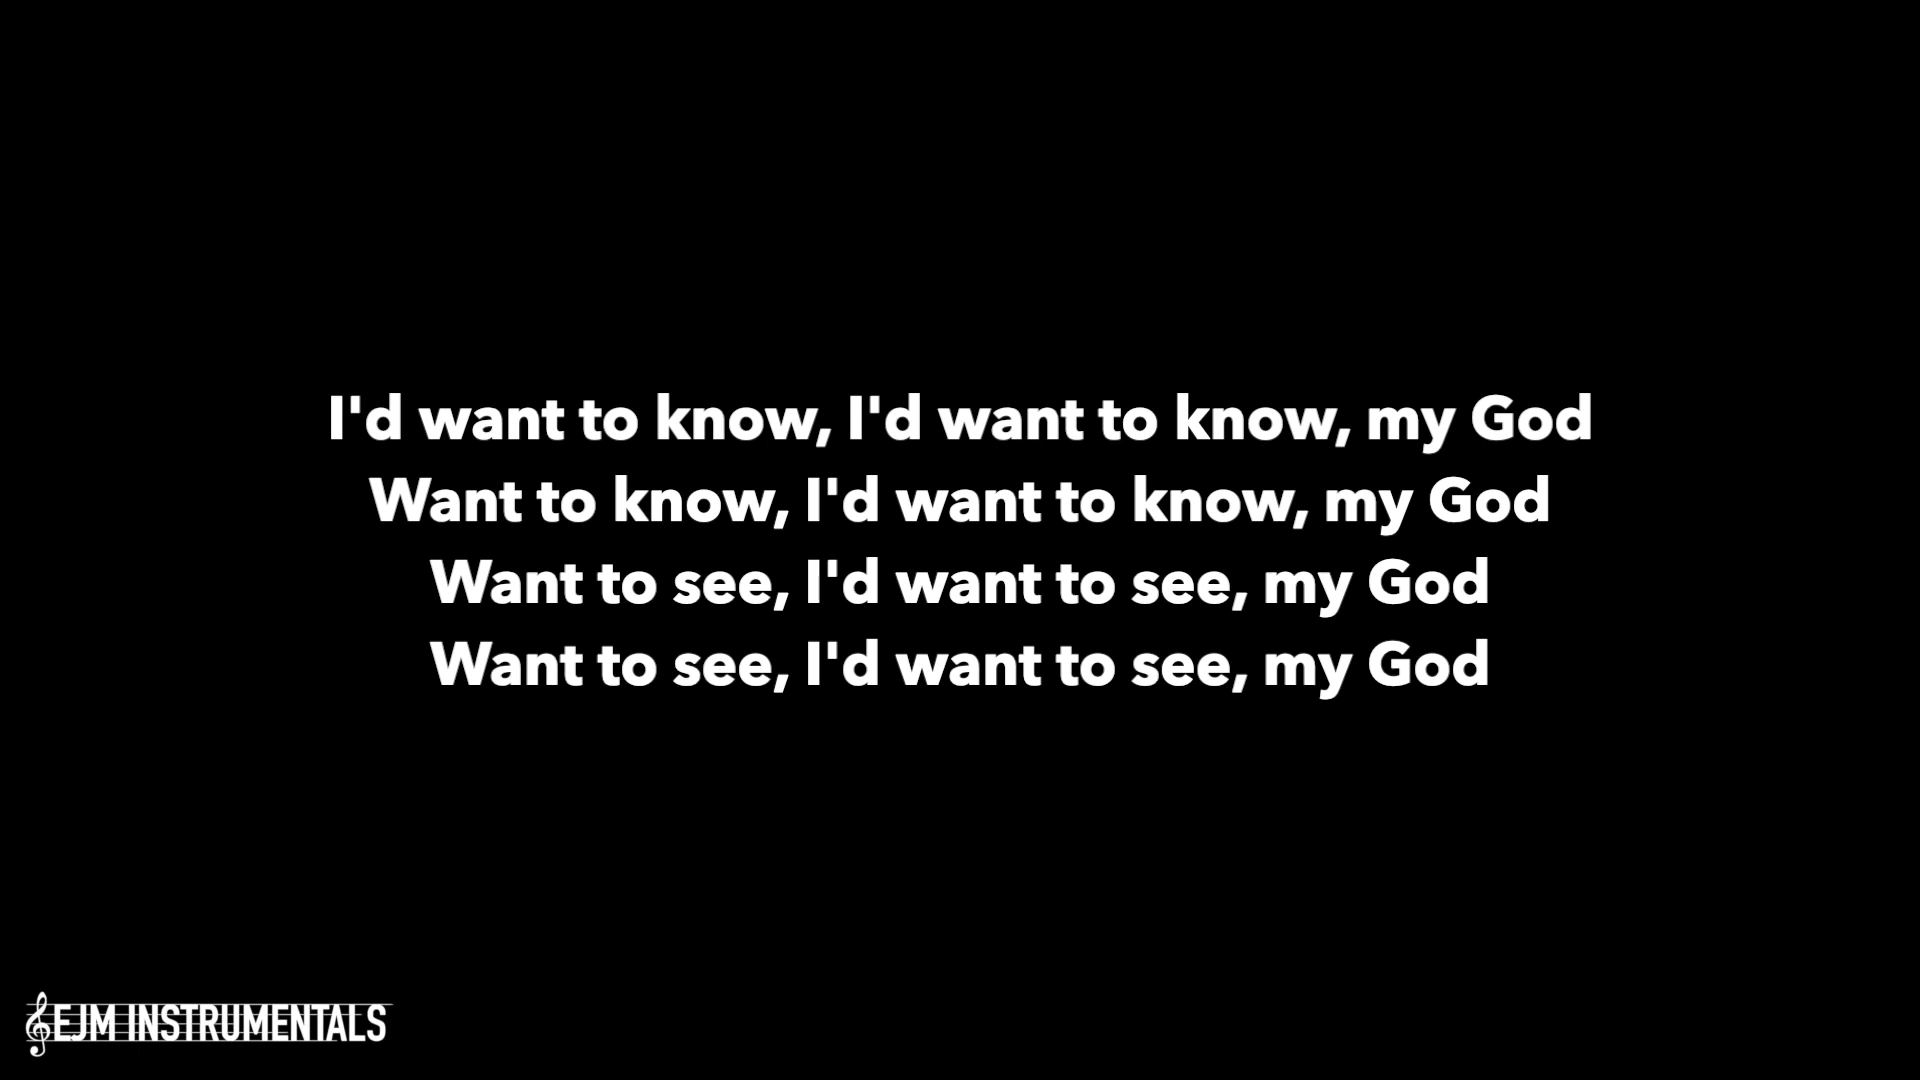 I'd want to know, I'd want to know, my God
Want to know, I'd want to know, my God
Want to see, I'd want to see, my God
Want to see, I'd want to see, my God
EJM INSTRUMENTALS